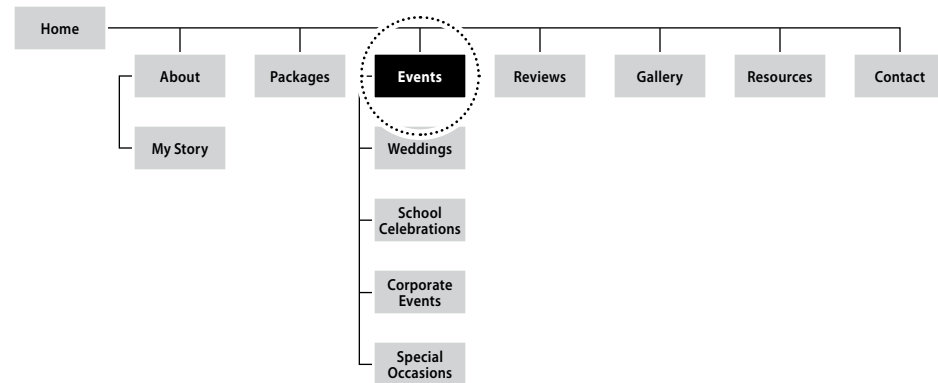 Home
About
Packages
Events
Reviews
Gallery
Resources
Contact
My Story
Weddings
School
Celebrations
Corporate
Events
Special
Occasions